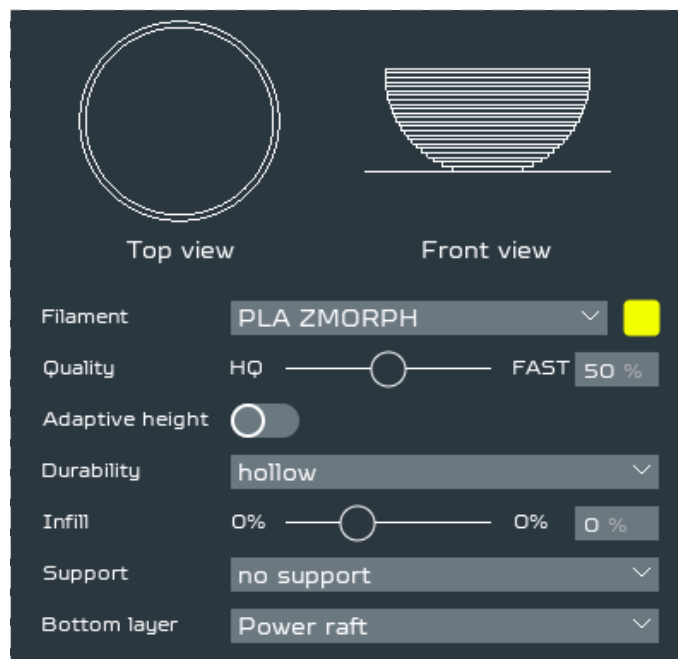 Top view Front view
Filament PLA ZMORPH
Quality HQ FAST 50 %
Adaptive height
Durability hollow
Infill 0% 0% 0 %
Support no support
Bottom layer Power raft